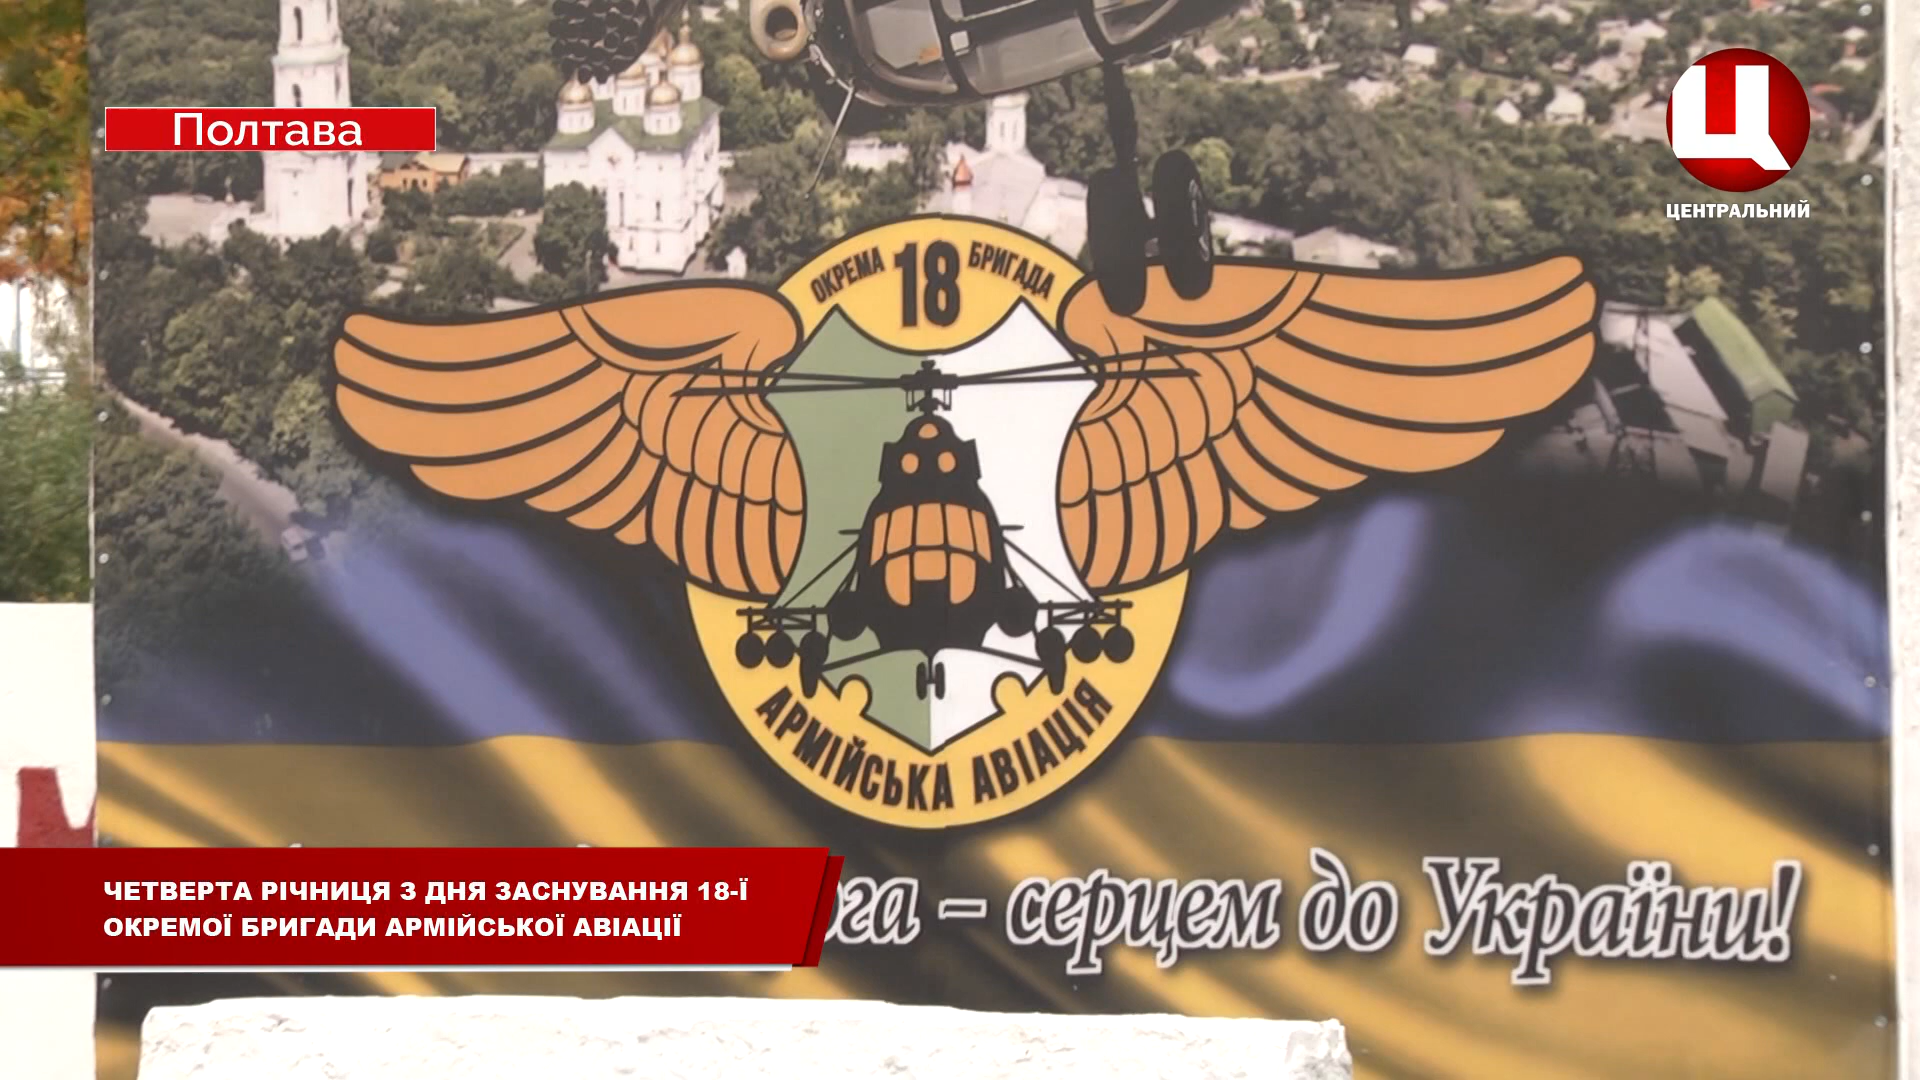 Полтава
Ц
ЦЕНТРАЛЬНИЙ
ОКРЕМА 18 БРИГАДА
АРМІЙСЬКА АВІАЦІЯ
– серцем до України!
ЧЕТВЕРТА РІЧНИЦЯ З ДНЯ ЗАСНУВАННЯ 18-Ї
ОКРЕМОЇ БРИГАДИ АРМІЙСЬКОЇ АВІАЦІЇ